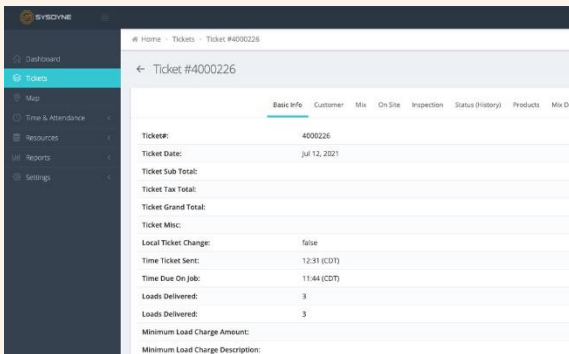 SYSDYNE
Home - Tickets - Ticket #4000226
Dashboard
Tickets
Map
Time & Attendance
Resources
Reports
Settings
← Ticket #4000226
Basic Info Customer Mix On Site Inspection Status (History) Products Mix D
Ticket#: 4000226
Ticket Date: Jul 12, 2021
Ticket Sub Total:
Ticket Tax Total:
Ticket Grand Total:
Ticket Misc:
Local Ticket Change: false
Time Ticket Sent: 12:31 (CDT)
Time Due On Job: 11:44 (CDT)
Loads Delivered: 3
Loads Delivered: 3
Minimum Load Charge Amount:
Minimum Load Charge Description: